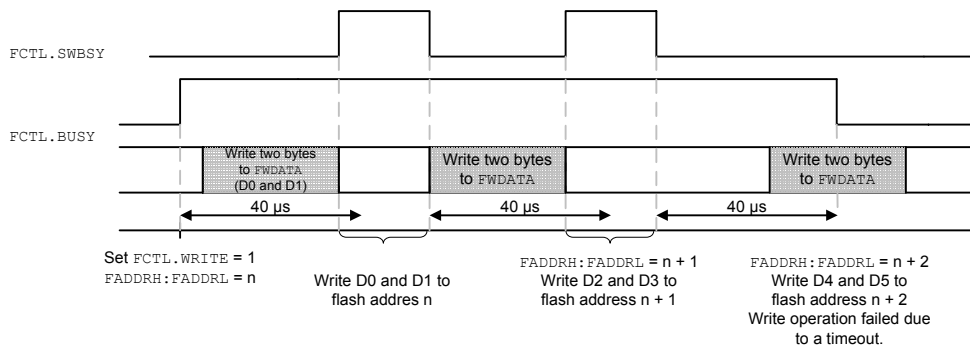 FCTL.SWBSY
FCTL.BUSY
Write two bytes
to FWDATA
(D0 and D1)
Write two bytes
to FWDATA
Write two bytes
to FWDATA
40 µs
40 µs
40 µs
Set FCTL.WRITE = 1
FADDRH:FADDRL = n
Write D0 and D1 to
flash addres n
FADDRH:FADDRL = n + 1
Write D2 and D3 to
flash address n + 1
FADDRH:FADDRL = n + 2
Write D4 and D5 to
flash address n + 2
Write operation failed due
to a timeout.